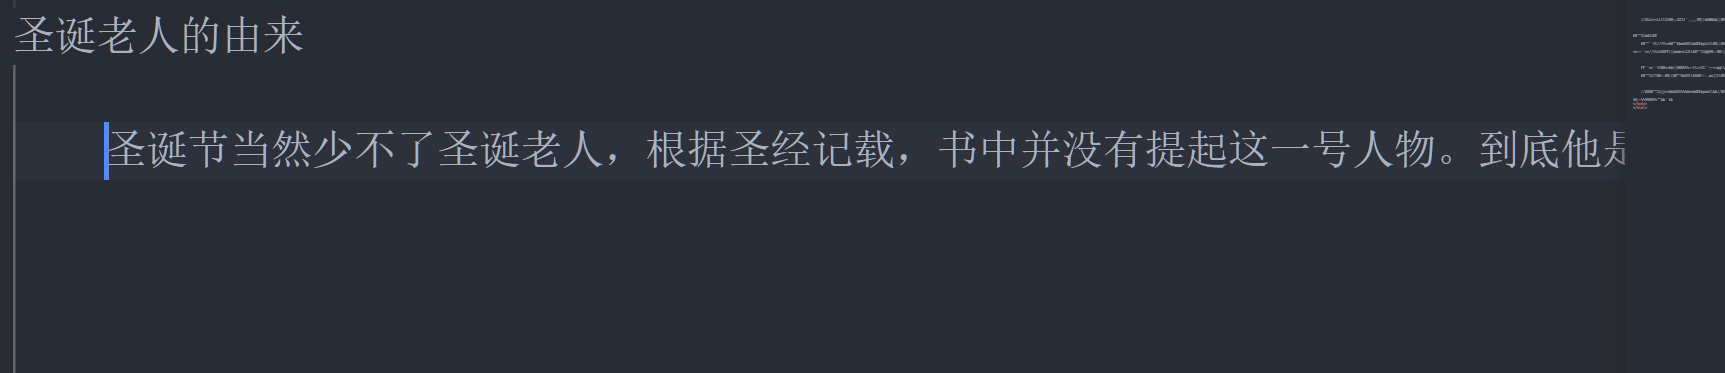 圣诞老人的由来
圣诞节当然少不了圣诞老人，根据圣经记载，书中并没有提起这一号人物。到底他是